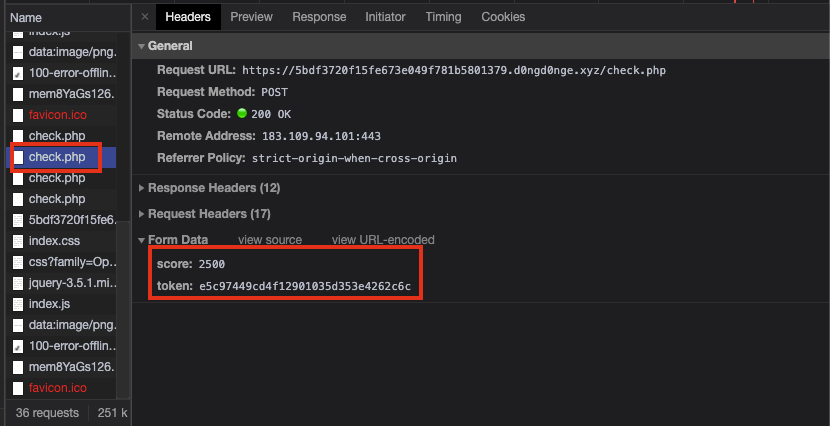 Name
index.js
data:image/png...
100-error-offlin...
mem8YaGs126.
favicon.ico
check.php
check.php
check.php
check.php
5bdf3720f15fe6.
index.css
css?family=Op...
jquery-3.5.1.mi...
index.js
data:image/png...
100-error-offlin...
mem8YaGs126.
favicon.ico
36 requests 251 k
× Headers Preview Response Initiator Timing Cookies
General
Request URL: https://5bdf3720f15fe673e049f781b5801379.d0ngd0nge.xyz/check.php
Request Method: POST
Status Code: 200 OK
Remote Address: 183.109.94.101:443
Referrer Policy: strict-origin-when-cross-origin
Response Headers (12)
Request Headers (17)
Form Data view source view URL-encoded
score: 2500
token: e5c97449cd4f12901035d353e4262c6c